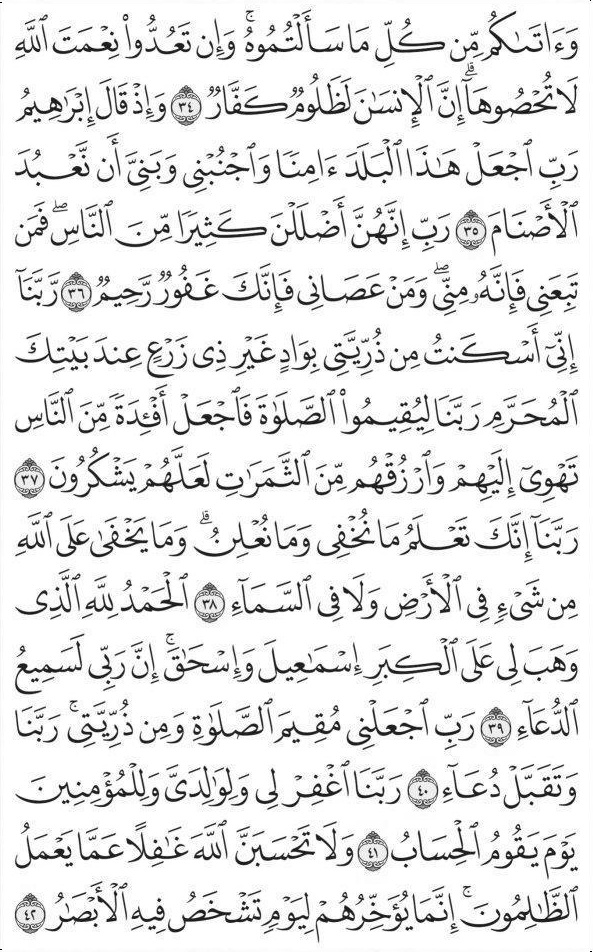 وَءَاتَىٰكُم مِّن كُلِّ مَا سَأَلْتُمُوهُ ۚ وَإِن تَعُدُّوا۟ نِعْمَتَ ٱللَّهِ
لَا تُحْصُوهَآ ۗ إِنَّ ٱلْإِنسَٰنَ لَظَلُومٌ كَفَّارٌ ٣٤ وَإِذْ قَالَ إِبْرَٰهِيمُ
رَبِّ ٱجْعَلْ هَٰذَا ٱلْبَلَدَ ءَامِنًا وَٱجْنُبْنِى وَبَنِىَّ أَن نَّعْبُدَ
ٱلْأَصْنَامَ ٣٥ رَبِّ إِنَّهُنَّ أَضْلَلْنَ كَثِيرًا مِّنَ ٱلنَّاسِ ۖ فَمَن
تَبِعَنِى فَإِنَّهُۥ مِنِّى ۖ وَمَنْ عَصَانِى فَإِنَّكَ غَفُورٌ رَّحِيمٌ ٣٦ رَّبَّنَآ
إِنِّىٓ أَسْكَنتُ مِن ذُرِّيَّتِى بِوَادٍ غَيْرِ ذِى زَرْعٍ عِندَ بَيْتِكَ
ٱلْمُحَرَّمِ رَبَّنَا لِيُقِيمُوا۟ ٱلصَّلَوٰةَ فَٱجْعَلْ أَفْـِٔدَةً مِّنَ ٱلنَّاسِ
تَهْوِىٓ إِلَيْهِمْ وَٱرْزُقْهُم مِّنَ ٱلثَّمَرَٰتِ لَعَلَّهُمْ يَشْكُرُونَ ٣٧
رَبَّنَآ إِنَّكَ تَعْلَمُ مَا نُخْفِى وَمَا نُعْلِنُ ۗ وَمَا يَخْفَىٰ عَلَى ٱللَّهِ
مِن شَىْءٍ فِى ٱلْأَرْضِ وَلَا فِى ٱلسَّمَآءِ ٣٨ ٱلْحَمْدُ لِلَّهِ ٱلَّذِى
وَهَبَ لِى عَلَى ٱلْكِبَرِ إِسْمَٰعِيلَ وَإِسْحَٰقَ ۚ إِنَّ رَبِّى لَسَمِيعُ
ٱلدُّعَآءِ ٣٩ رَبِّ ٱجْعَلْنِى مُقِيمَ ٱلصَّلَوٰةِ وَمِن ذُرِّيَّتِى ۚ رَبَّنَا
وَتَقَبَّلْ دُعَآءِ ٤٠ رَبَّنَا ٱغْفِرْ لِى وَلِوَٰلِدَىَّ وَلِلْمُؤْمِنِينَ
يَوْمَ يَقُومُ ٱلْحِسَابُ ٤١ وَلَا تَحْسَبَنَّ ٱللَّهَ غَٰفِلًا عَمَّا يَعْمَلُ
ٱلظَّٰلِمُونَ ۚ إِنَّمَا يُؤَخِّرُهُمْ لِيَوْمٍ تَشْخَصُ فِيهِ ٱلْأَبْصَٰرُ ٤٢